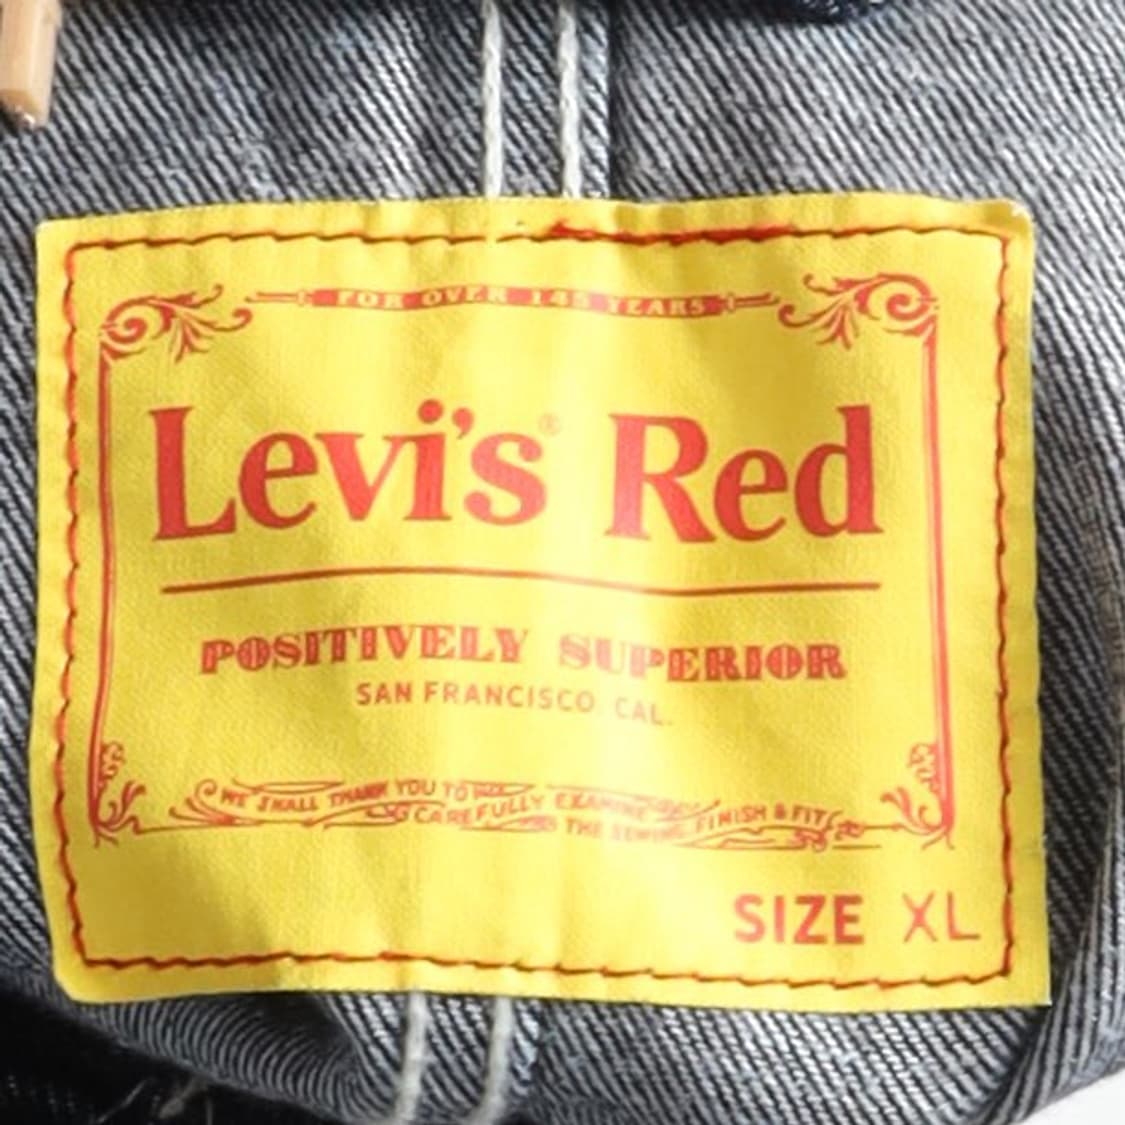 FOR OVER 145 YEARS
Levi's® Red
POSITIVELY SUPERIOR
SAN FRANCISCO, CAL.
WE SHALL THANK YOU TO
CAREFULLY EXAMINE
THE SEWING FINISH & FIT
SIZE XL